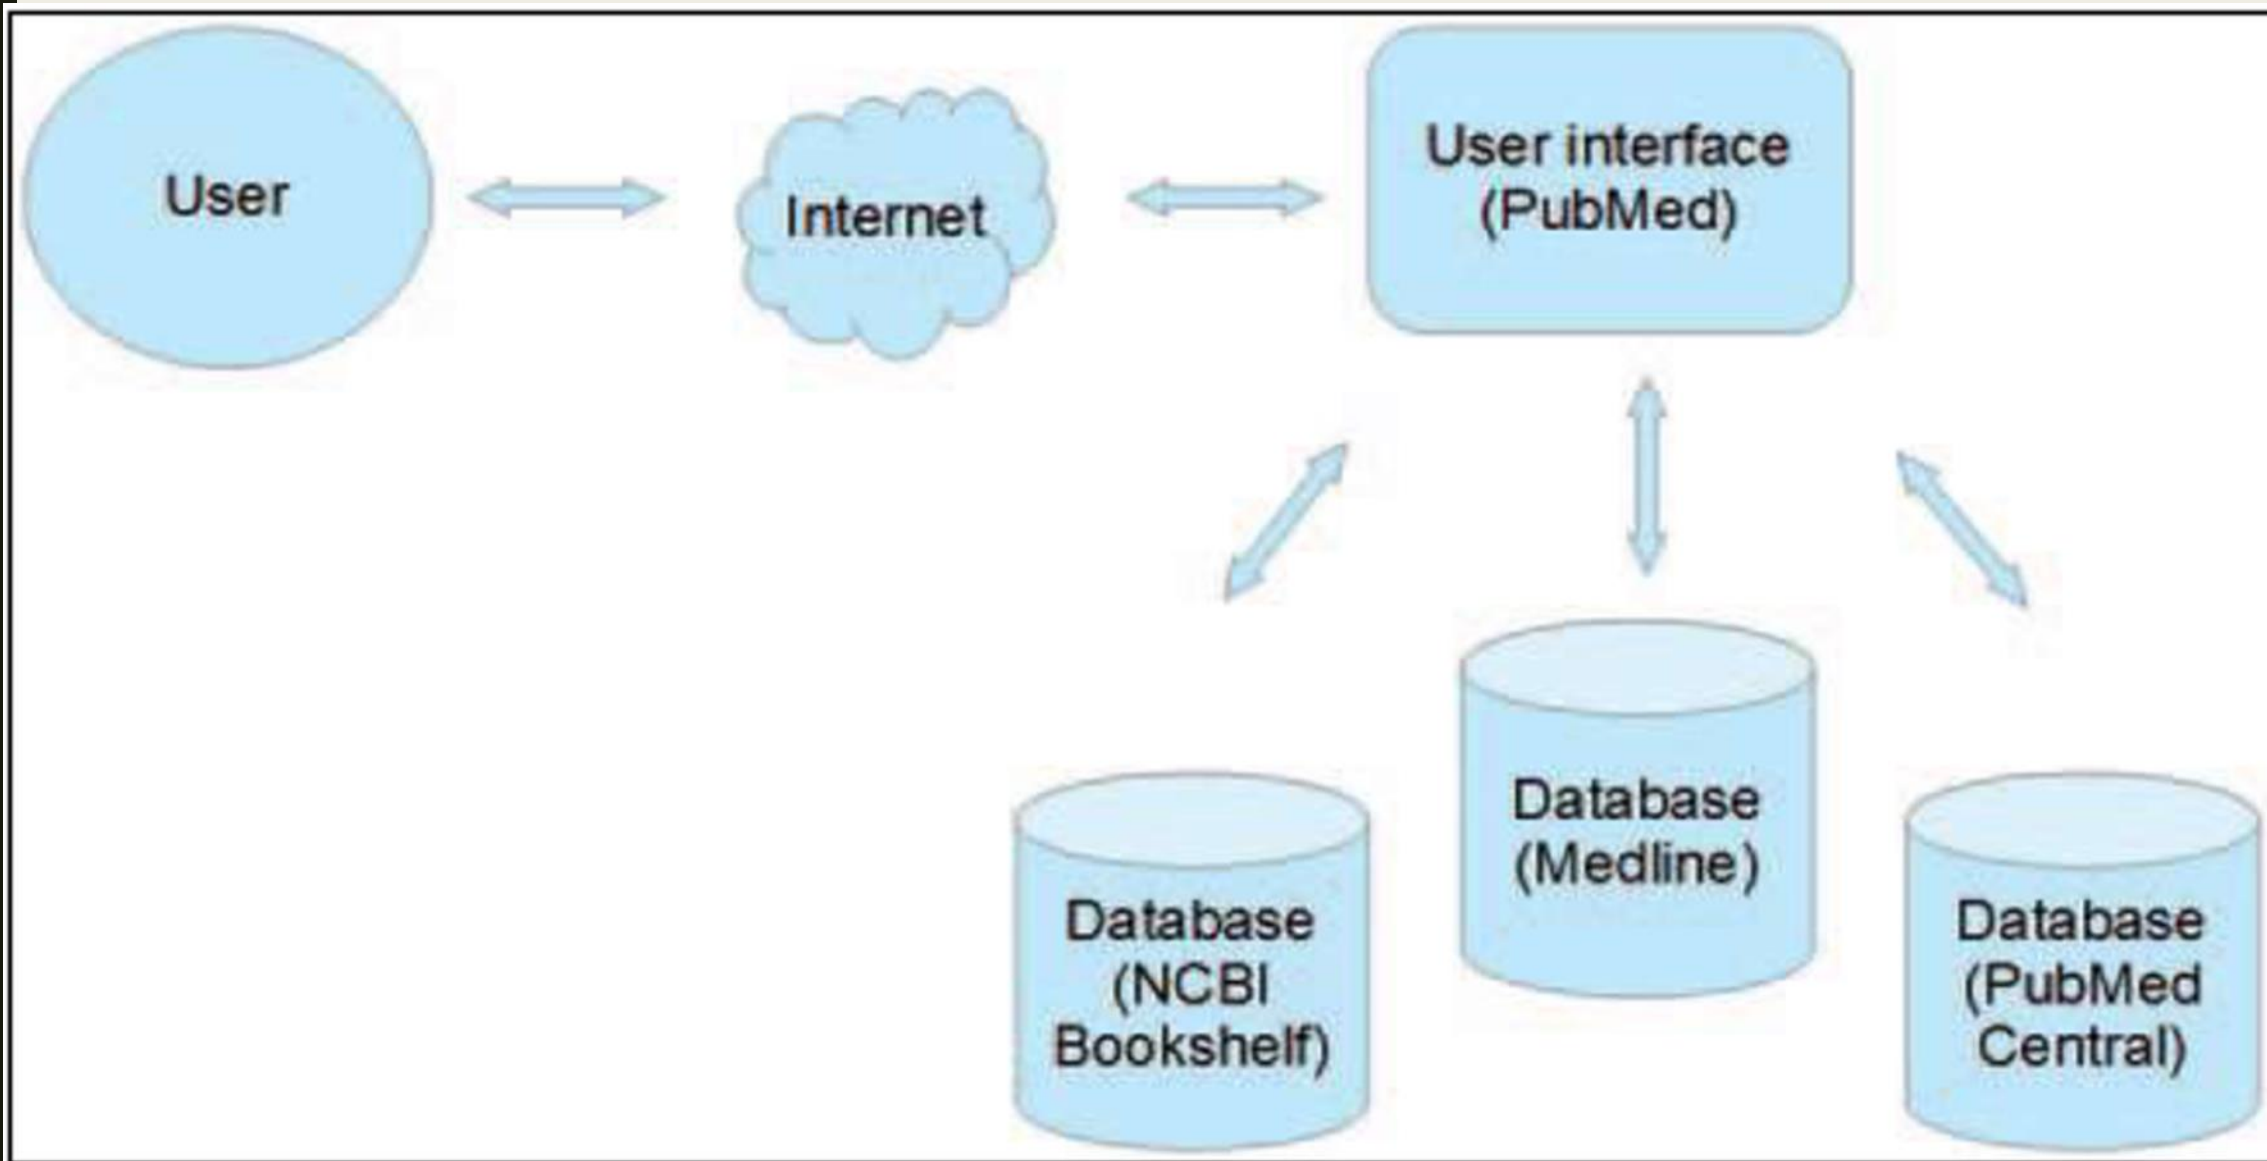 User
Internet
User interface
(PubMed)
Database
(NCBI
Bookshelf)
Database
(Medline)
Database
(PubMed
Central)